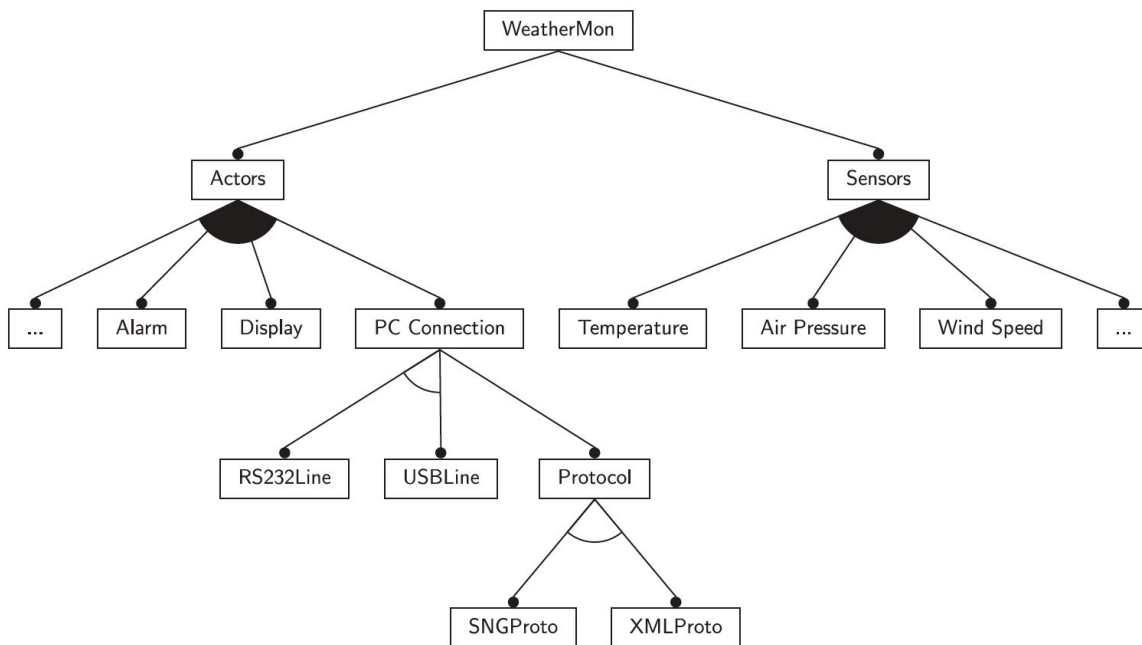 WeatherMon
Actors
Sensors
...
Alarm
Display
PC Connection
Temperature
Air Pressure
Wind Speed
...
RS232Line
USBLine
Protocol
SNGProto
XMLProto